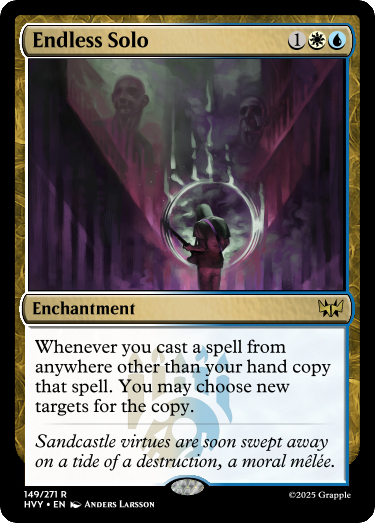 Endless Solo 1
Enchantment
Whenever you cast a spell from
anywhere other than your hand copy
that spell. You may choose new
targets for the copy.
Sandcastle virtues are soon swept away
on a tide of a destruction, a moral mêlée.
149/271 R
HVY • EN Anders Larsson
©2025 Grapple